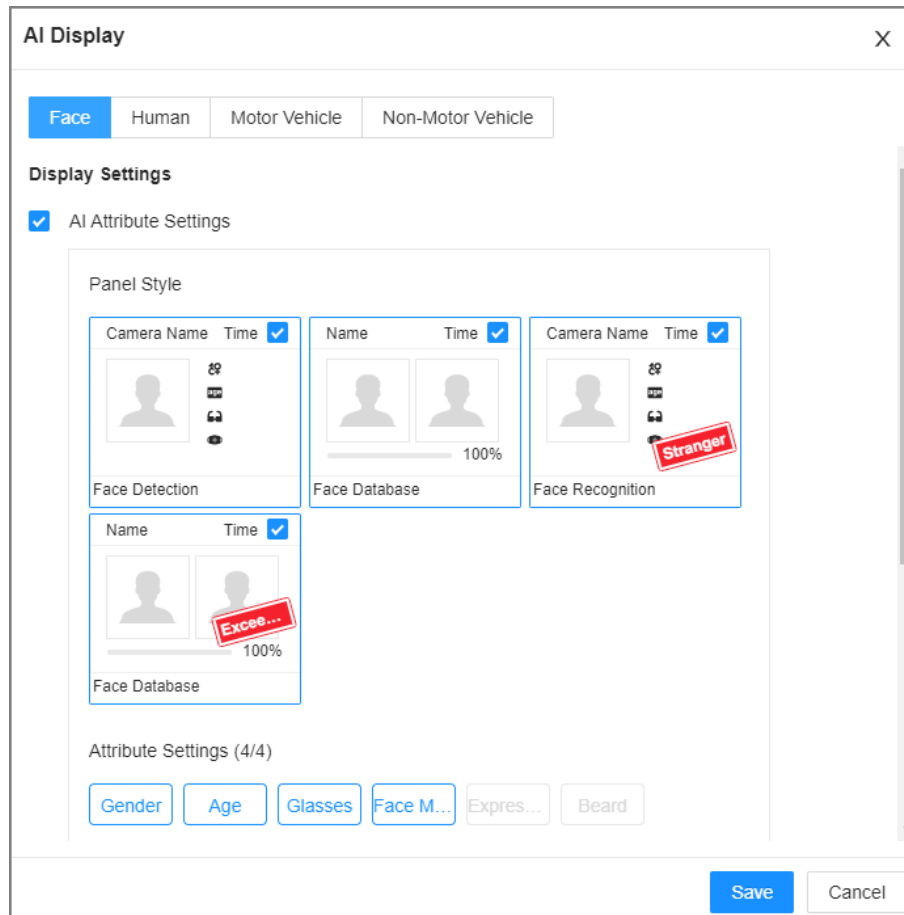 AI Display X
Face Human Motor Vehicle Non-Motor Vehicle
Display Settings
AI Attribute Settings
Panel Style
Camera Name Time
age
Face Detection
Name Time
100%
Face Database
Camera Name Time
age
Stranger
Face Recognition
Name Time
Excee...
100%
Face Database
Attribute Settings (4/4)
Gender Age Glasses Face M... Expres... Beard
Save Cancel